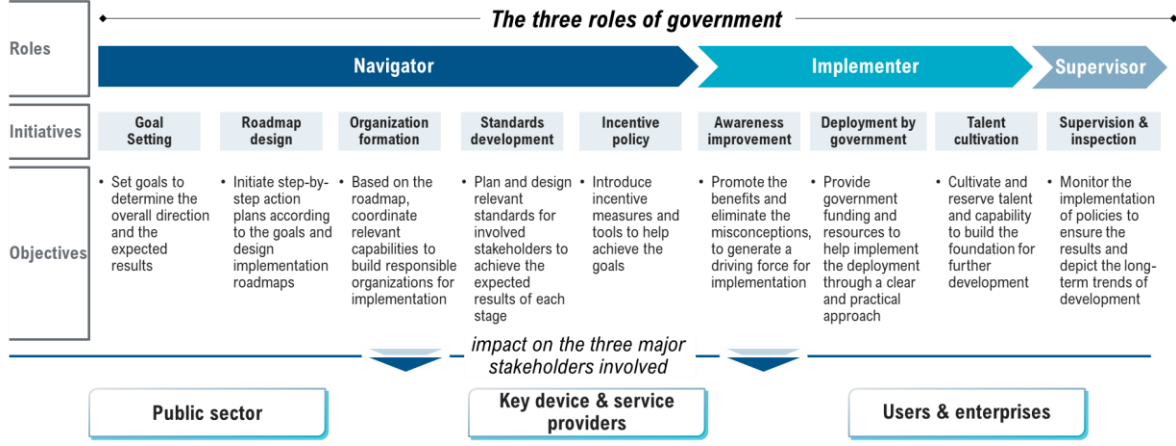 The three roles of government
Roles
Navigator
Implementer
Supervisor
Initiatives
Goal
Setting
Roadmap
design
Organization
formation
Standards
development
Incentive
policy
Awareness
improvement
Deployment by
government
Talent
cultivation
Supervision &
inspection
Objectives
• Set goals to
determine the
overall direction
and the
expected
results
• Initiate step-by-
step action
plans according
to the goals and
design
implementation
roadmaps
• Based on the
roadmap,
coordinate
relevant
capabilities to
build responsible
organizations for
implementation
• Plan and design
relevant
standards for
involved
stakeholders to
achieve the
expected
results of each
stage
• Introduce
incentive
measures and
tools to help
achieve the
goals
• Promote the
benefits and
eliminate the
misconceptions,
to generate a
driving force for
implementation
• Provide
government
funding and
resources to
help implement
the deployment
through a clear
and practical
approach
• Cultivate and
reserve talent
and capability
to build the
foundation for
further
development
• Monitor the
implementation
of policies to
ensure the
results and
depict the long-
term trends of
development
impact on the three major
stakeholders involved
Public sector
Key device & service
providers
Users & enterprises